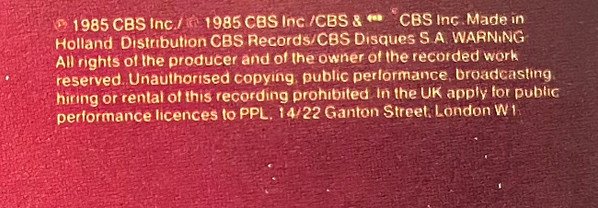 ℗ 1985 CBS Inc./ © 1985 CBS Inc./CBS & CBS Inc. Made in
Holland. Distribution CBS Records/CBS Disques S.A. WARNING
All rights of the producer and of the owner of the recorded work
reserved. Unauthorised copying, public performance, broadcasting,
hiring or rental of this recording prohibited. In the UK apply for public
performance licences to PPL, 14/22 Ganton Street, London W1.